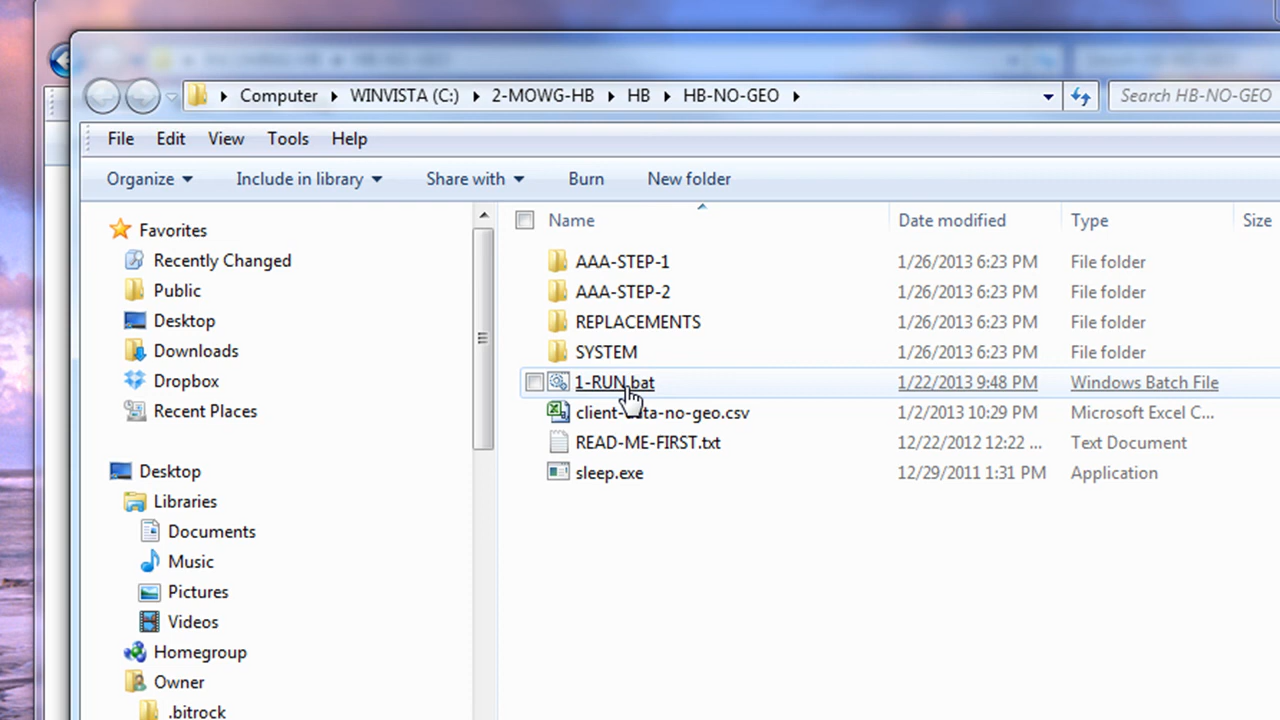 Computer WINVISTA (C:) 2-MOWG-HB HB HB-NO-GEO Search HB-NO-GEO
File Edit View Tools Help
Organize Include in library Share with Burn New folder
Name Date modified Type Size
Favorites
Recently Changed
Public
Desktop
Downloads
Dropbox
Recent Places
Desktop
Libraries
Documents
Music
Pictures
Videos
Homegroup
Owner
.bitrock
AAA-STEP-1 1/26/2013 6:23 PM File folder
AAA-STEP-2 1/26/2013 6:23 PM File folder
REPLACEMENTS 1/26/2013 6:23 PM File folder
SYSTEM 1/26/2013 6:23 PM File folder
1-RUN.bat 1/22/2013 9:48 PM Windows Batch File
client-data-no-geo.csv 1/2/2013 10:29 PM Microsoft Excel C...
READ-ME-FIRST.txt 12/22/2012 12:22 ... Text Document
sleep.exe 12/29/2011 1:31 PM Application